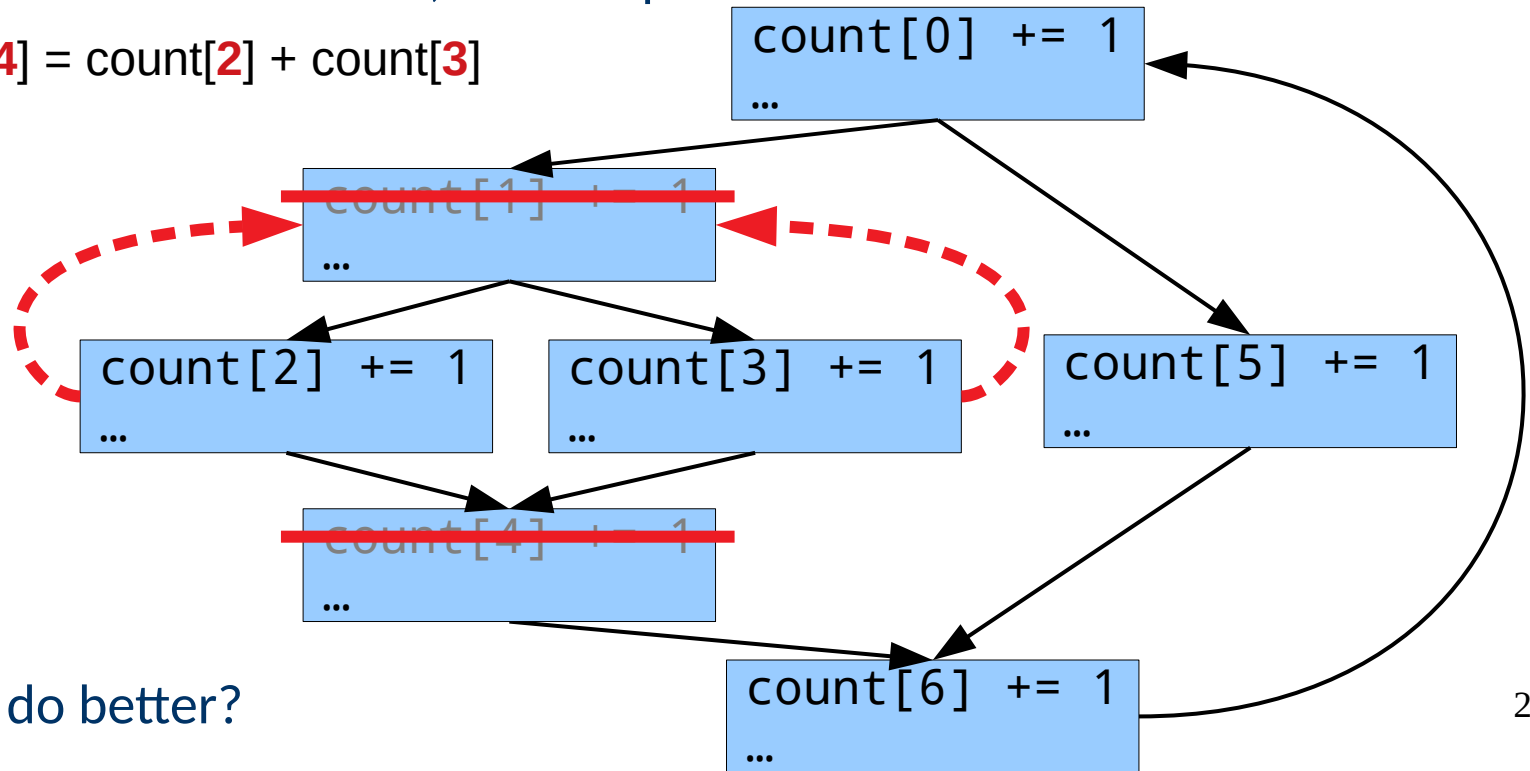 4] = count[2] + count[3]
count[0] += 1
...
count[1] += 1
...
count[2] += 1
...
count[3] += 1
...
count[5] += 1
...
count[4] += 1
...
count[6] += 1
...
do better?
2